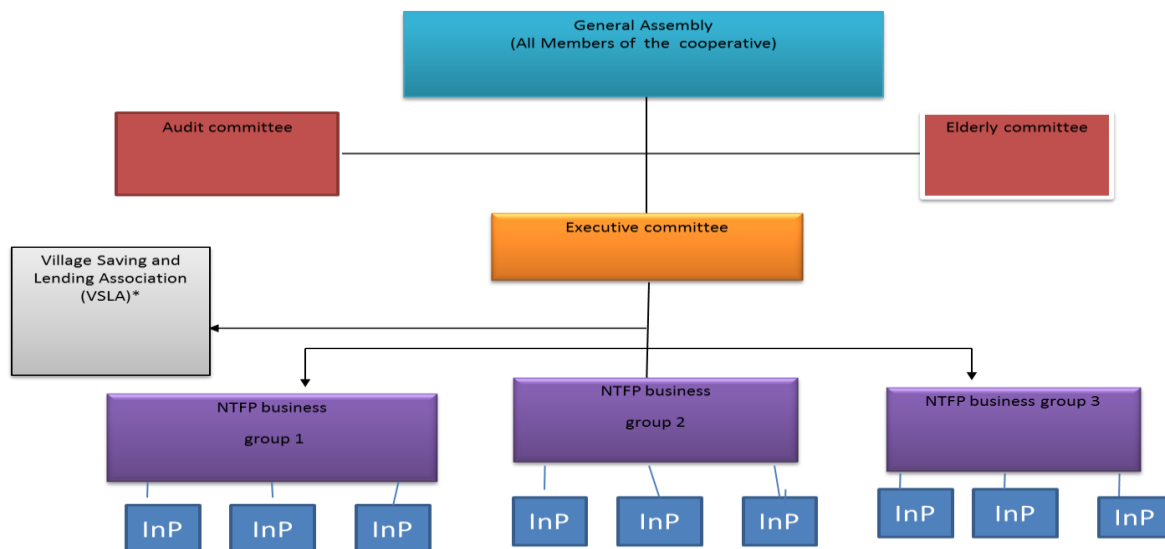 General Assembly
(All Members of the cooperative)
Audit committee
Elderly committee
Executive committee
Village Saving and
Lending Association
(VSLA)*
NTFP business
group 1
NTFP business
group 2
NTFP business group 3
InP
InP
InP
InP
InP
InP
InP
InP
InP